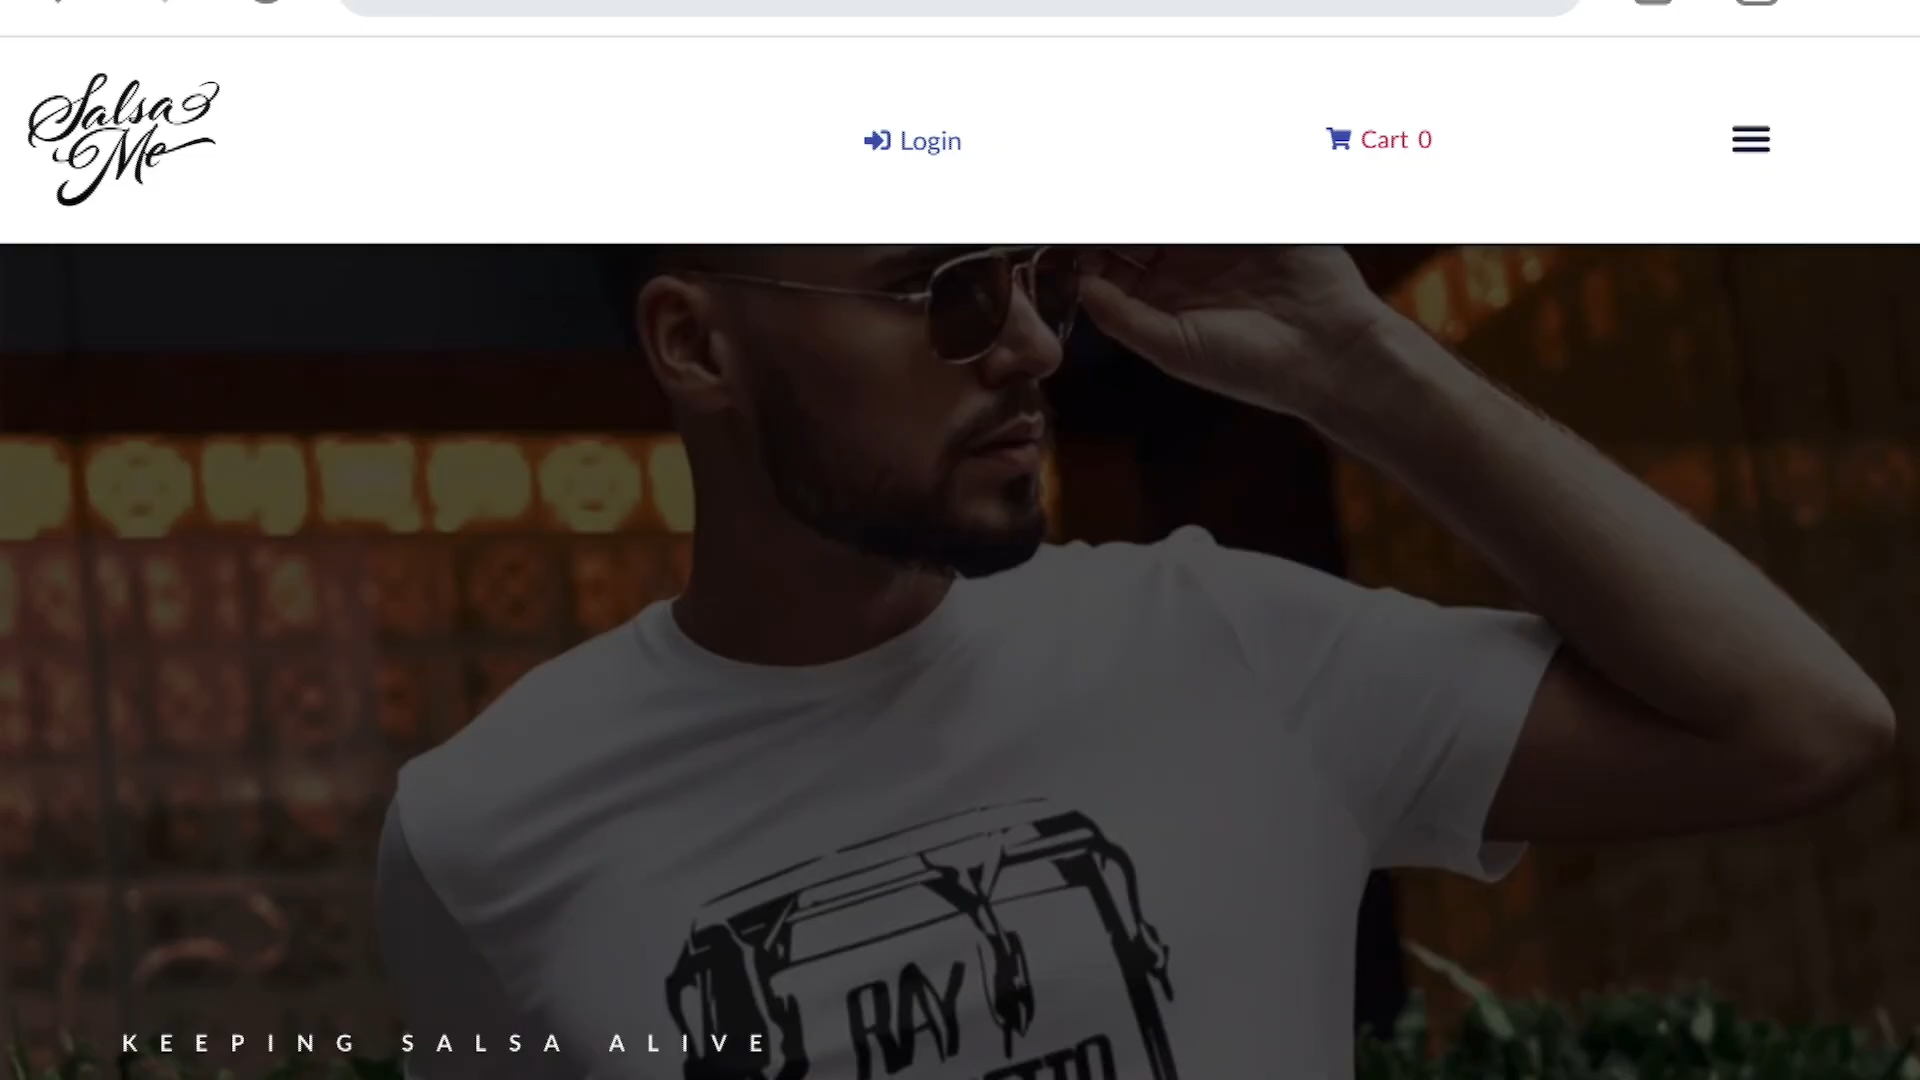 Salsa
Me
Login
Cart 0
RAY
KEEPING SALSA ALIVE